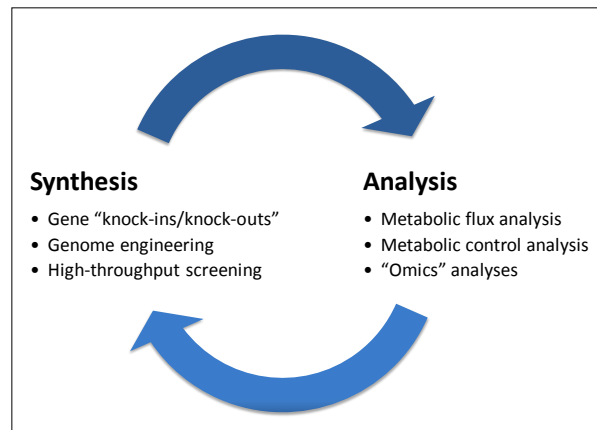 Synthesis
• Gene “knock-ins/knock-outs”
• Genome engineering
• High-throughput screening
Analysis
• Metabolic flux analysis
• Metabolic control analysis
• “Omics” analyses